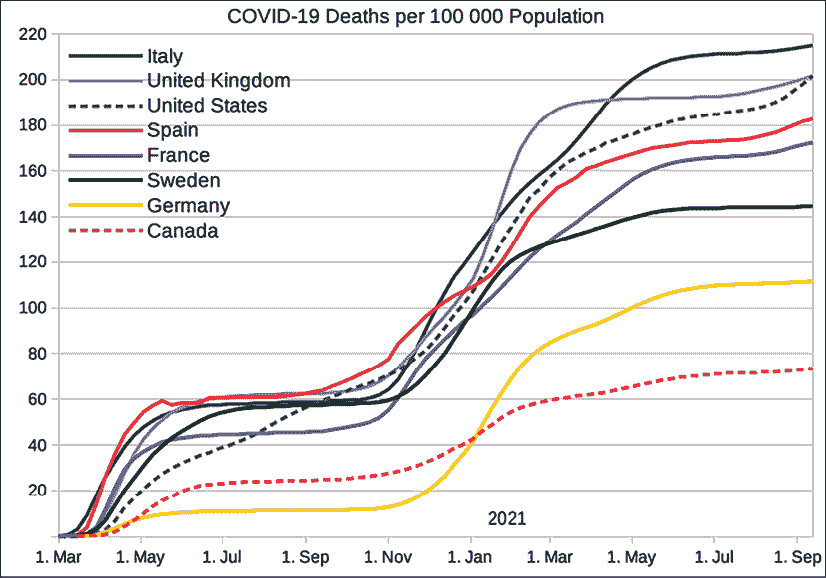 COVID-19 Deaths per 100 000 Population
220
200
180
160
140
120
100
80
60
40
20
Italy
United Kingdom
United States
Spain
France
Sweden
Germany
Canada
2021
1. Mar 1. May 1. Jul 1. Sep 1. Nov 1. Jan 1. Mar 1. May 1. Jul 1. Sep